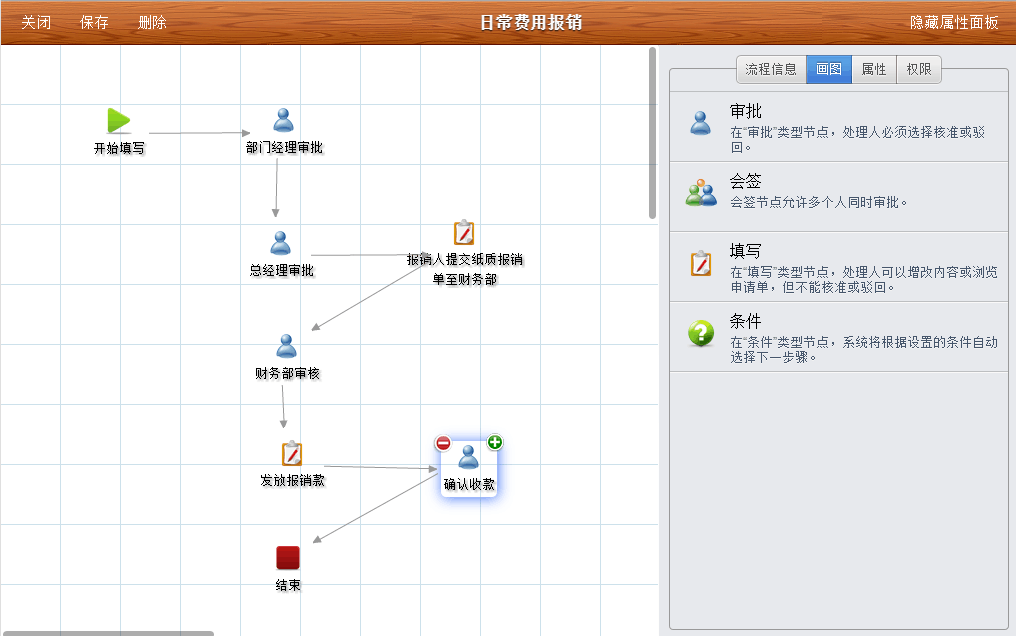 关闭 保存 删除 日常费用报销 隐藏属性面板
流程信息 画图 属性 权限
开始填写
部门经理审批
总经理审批
报销人提交纸质报销
单至财务部
财务部审核
发放报销款
确认收款
结束
审批
在“审批”类型节点，处理人必须选择核准或驳
回。
会签
会签节点允许多个人同时审批。
填写
在“填写”类型节点，处理人可以增改内容或浏览
申请单，但不能核准或驳回。
条件
在“条件”类型节点，系统将根据设置的条件自动
选择下一步骤。